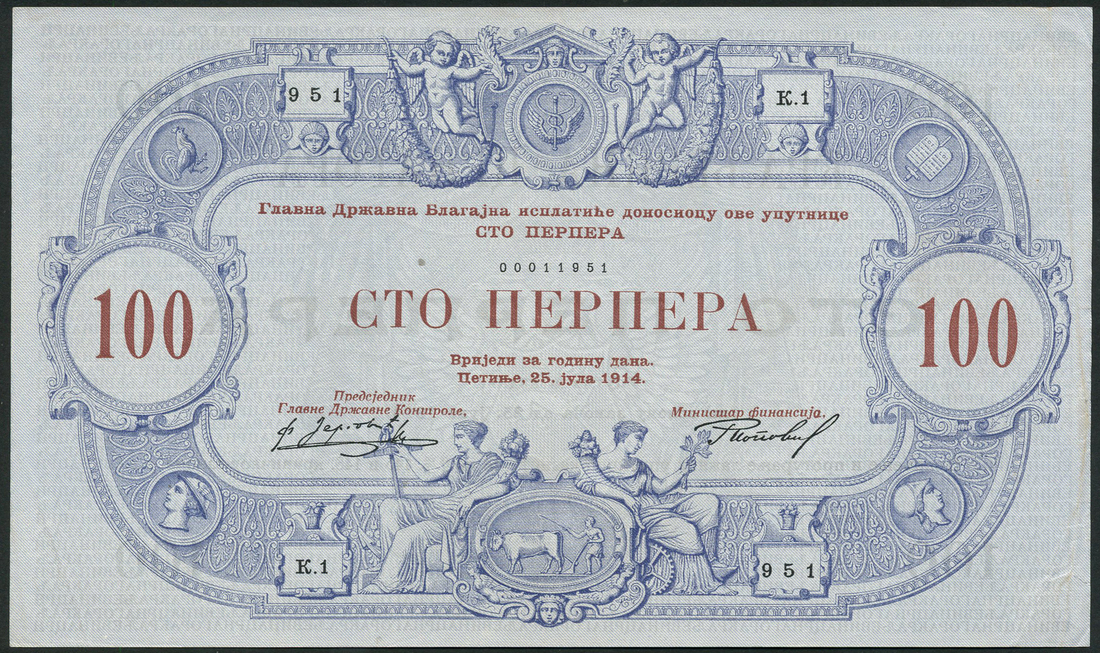 951
К.1
Главна Државна Благајна исплатиће доносиоцу ове упутнице
СТО ПЕРПЕРА
00011951
100
СТО ПЕРПЕРА
100
Вриједи за годину дана.
Цетиње, 25. јула 1914.
Предсједник
Главне Државне Контроле,
Министар финансија,
К.1
951